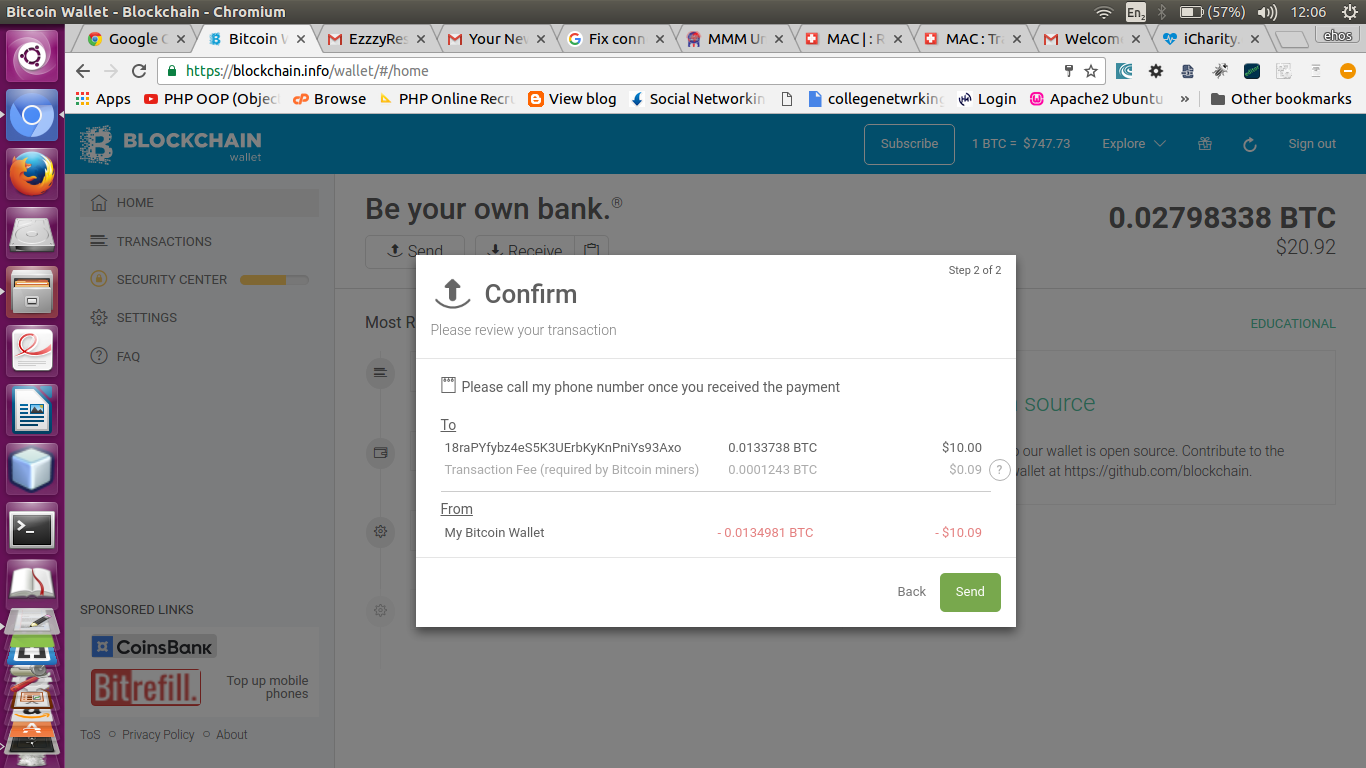 Bitcoin Wallet - Blockchain - Chromium
En2 (57%) 12:06
Google C Bitcoin W EzzzyRes Your Nev Fix conn MMM Un MAC |: R MAC : Tra Welcome iCharity. ehos
https://blockchain.info/wallet/#/home
Apps PHP OOP (Objec Browse PHP Online Recru View blog Social Networkin collegenetwrking Login Apache2 Ubuntu » Other bookmarks
BLOCKCHAIN
wallet
Subscribe 1 BTC = $747.73 Explore Sign out
HOME
TRANSACTIONS
SECURITY CENTER
SETTINGS
? FAQ
Be your own bank.®
0.02798338 BTC
$20.92
Send Receive
Most R
EDUCATIONAL
source
o our wallet is open source. Contribute to the
wallet at https://github.com/blockchain.
Step 2 of 2
Confirm
Please review your transaction
Please call my phone number once you received the payment
To
18raPYfybz4eS5K3UErbKyKnPniYs93Axo 0.0133738 BTC $10.00
Transaction Fee (required by Bitcoin miners) 0.0001243 BTC $0.09 ?
From
My Bitcoin Wallet - 0.0134981 BTC - $10.09
Back Send
SPONSORED LINKS
COINSBANK
Bitrefill.
Top up mobile
phones
ToS Privacy Policy About